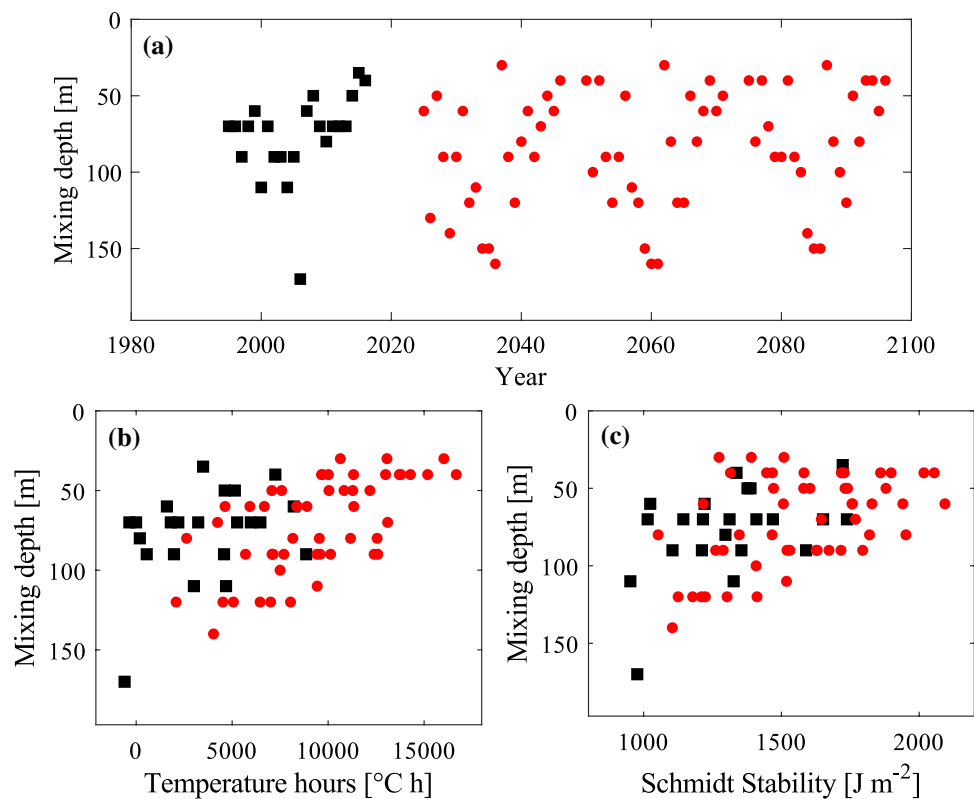 (a)
Mixing depth [m]
0
50
100
150
1980 2000 2020 2040 2060 2080 2100
Year
(b)
Mixing depth [m]
0
50
100
150
0 5000 10000 15000
Temperature hours [°C h]
(c)
Mixing depth [m]
0
50
100
150
1000 1500 2000
Schmidt Stability [J m⁻²]